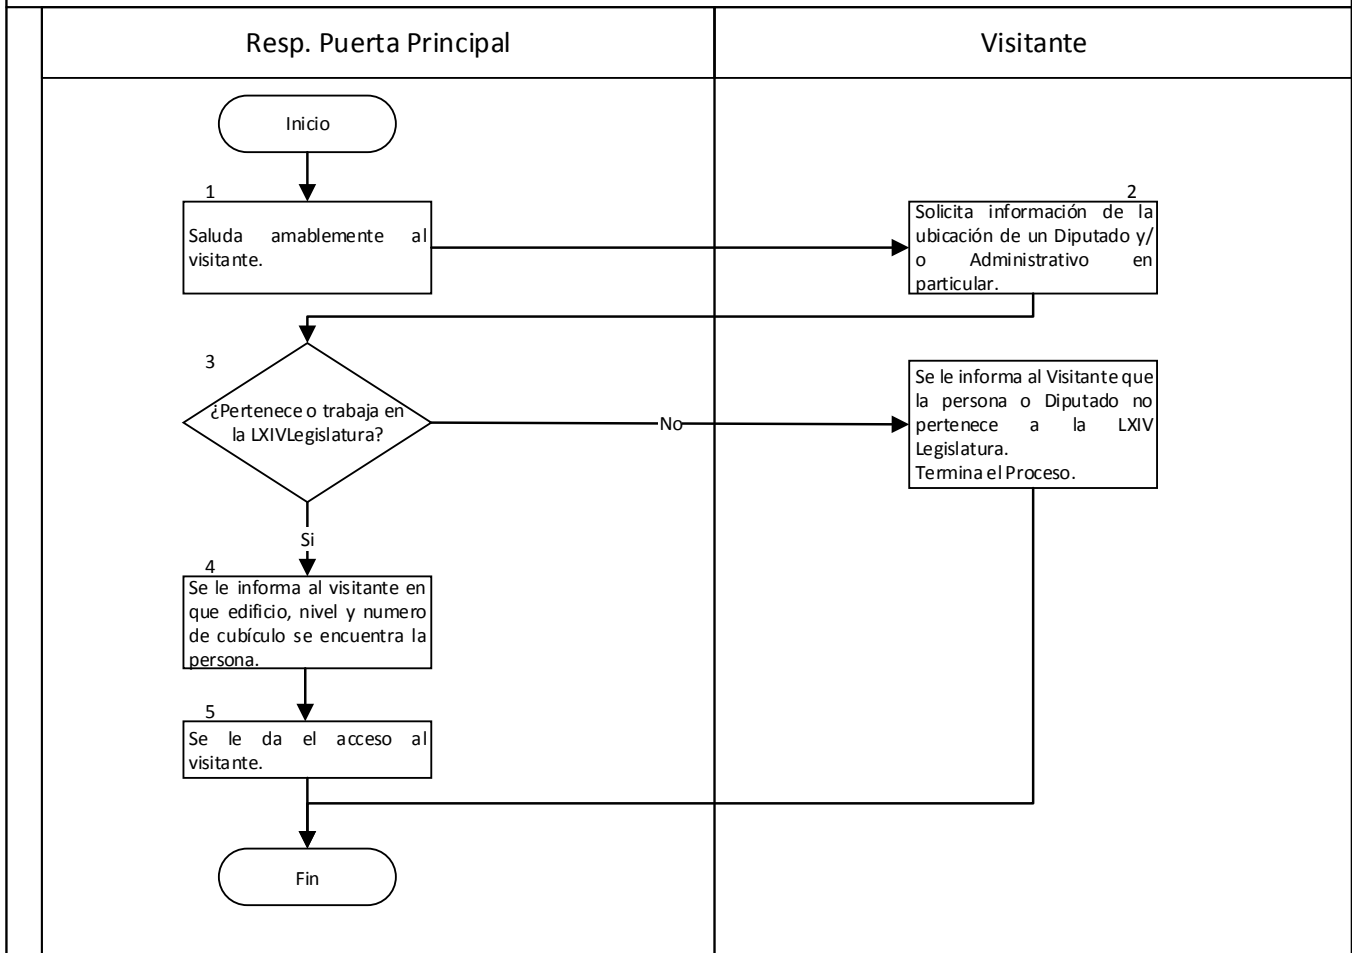 Resp. Puerta Principal
Visitante
Inicio
1
Saluda amablemente al
visitante.
2
Solicita información de la
ubicación de un Diputado y/
o Administrativo en
particular.
3
¿Pertenece o trabaja en
la LXIVLegislatura?
No
Se le informa al Visitante que
la persona o Diputado no
pertenece a la LXIV
Legislatura.
Termina el Proceso.
Si
4
Se le informa al visitante en
que edificio, nivel y numero
de cubículo se encuentra la
persona.
5
Se le da el acceso al
visitante.
Fin